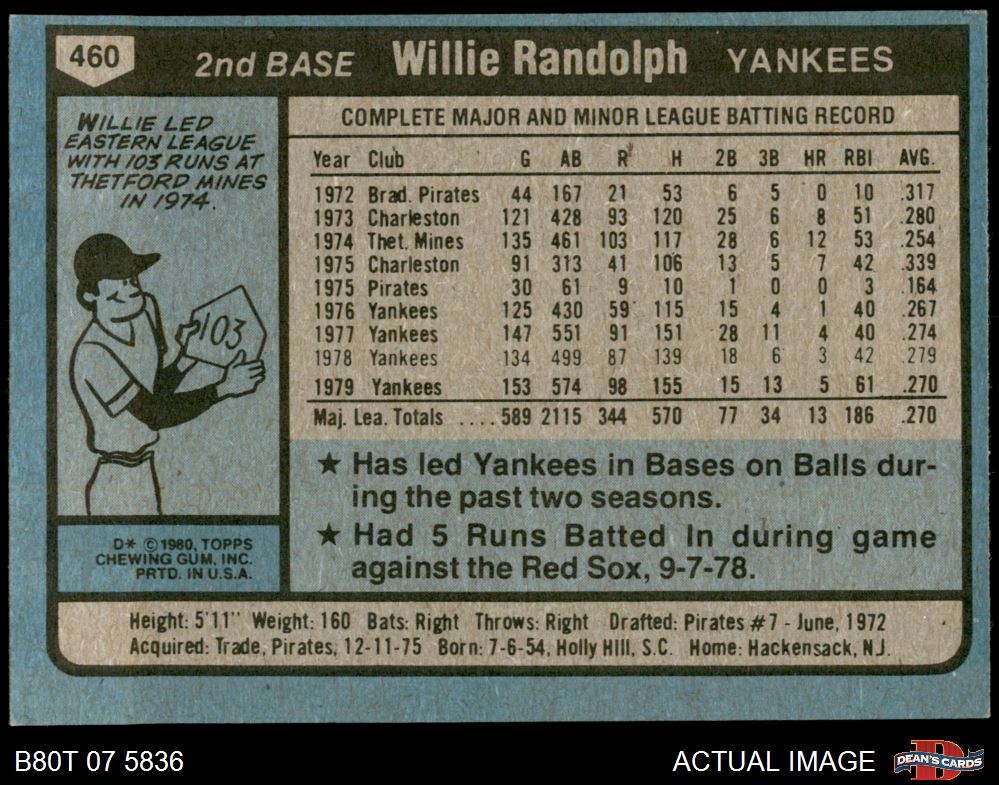 460
2nd BASE Willie Randolph YANKEES
WILLIE LED
EASTERN LEAGUE
WITH 103 RUNS AT
THETFORD MINES
IN 1974.
103
D* © 1980, TOPPS
CHEWING GUM, INC.
PRTD. IN U.S.A.
COMPLETE MAJOR AND MINOR LEAGUE BATTING RECORD
Year Club G AB R H 2B 3B HR RBI AVG.
1972 Brad. Pirates 44 167 21 53 6 5 0 10 .317
1973 Charleston 121 428 93 120 25 6 8 51 .280
1974 Thet. Mines 135 461 103 117 28 6 12 53 .254
1975 Charleston 91 313 41 106 13 5 7 42 .339
1975 Pirates 30 61 9 10 1 0 0 3 .164
1976 Yankees 125 430 59 115 15 4 1 40 .267
1977 Yankees 147 551 91 151 28 11 4 40 .274
1978 Yankees 134 499 87 139 18 6 3 42 .279
1979 Yankees 153 574 98 155 15 13 5 61 .270
Maj. Lea. Totals .... 589 2115 344 570 77 34 13 186 .270
★ Has led Yankees in Bases on Balls dur-
ing the past two seasons.
★ Had 5 Runs Batted In during game
against the Red Sox, 9-7-78.
Height: 5'11" Weight: 160 Bats: Right Throws: Right Drafted: Pirates #7 - June, 1972
Acquired: Trade, Pirates, 12-11-75 Born: 7-6-54, Holly Hill, S.C. Home: Hackensack, N.J.
B80T 07 5836
ACTUAL IMAGE
D
DEAN'S CARDS